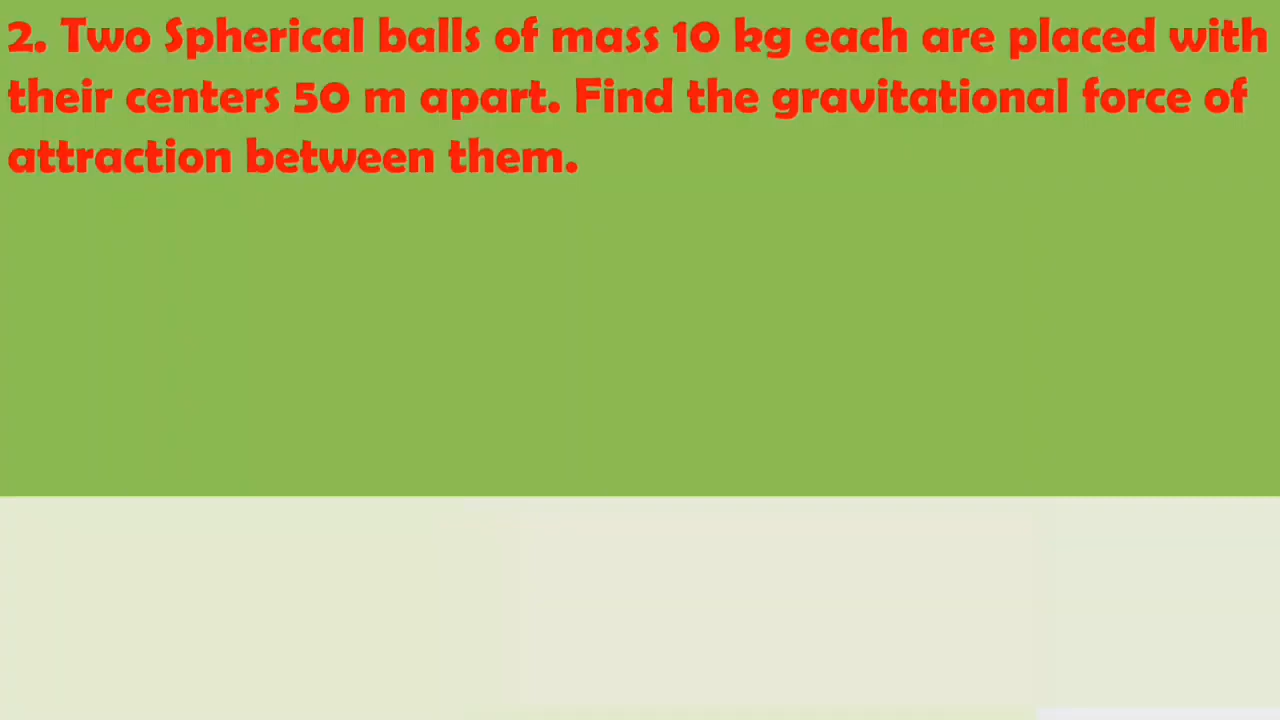 2. Two Spherical balls of mass 10 kg each are placed with
their centers 50 m apart. Find the gravitational force of
attraction between them.